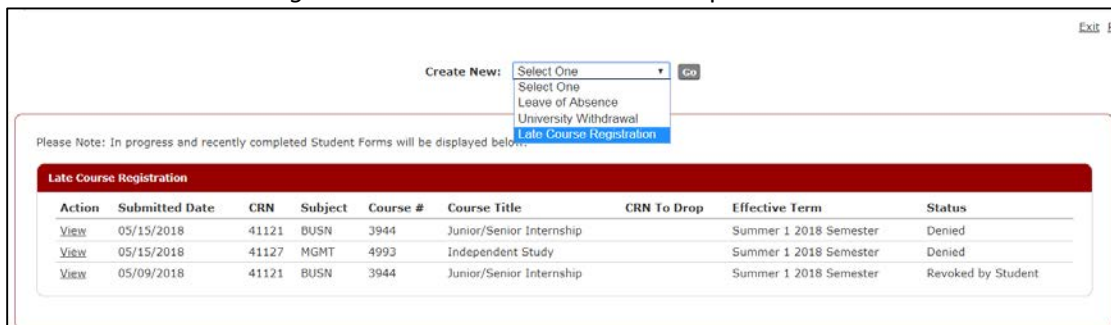 Exit
Create New: Select One Go
Select One
Leave of Absence
University Withdrawal
Late Course Registration
Please Note: In progress and recently completed Student Forms will be displayed
Late Course Registration
Action Submitted Date CRN Subject Course # Course Title CRN To Drop Effective Term Status
View 05/15/2018 41121 BUSN 3944 Junior/Senior Internship Summer 1 2018 Semester Denied
View 05/15/2018 41127 MGMT 4993 Independent Study Summer 1 2018 Semester Denied
View 05/09/2018 41121 BUSN 3944 Junior/Senior Internship Summer 1 2018 Semester Revoked by Student